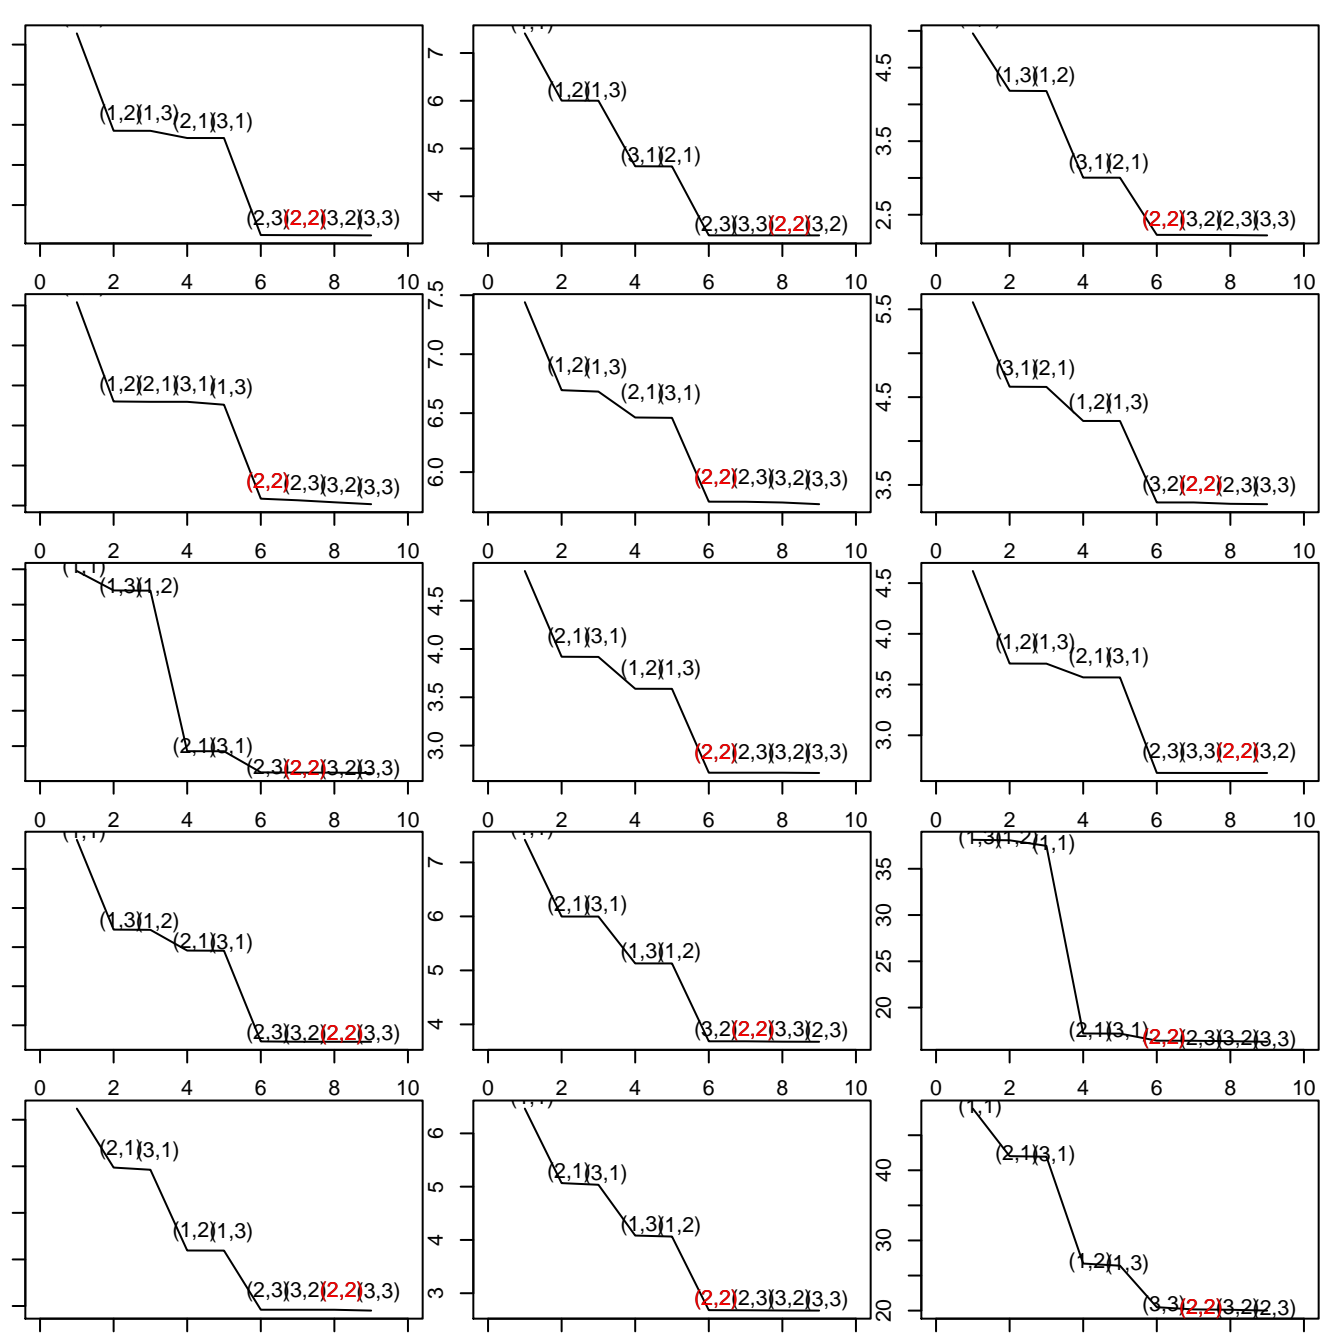 7
6
5
4
4.5
3.5
2.5
(1,2) (1,3) (2,1) (3,1)
(2,3) (2,2) (3,2) (3,3)
(1,2) (1,3)
(3,1) (2,1)
(2,3) (3,3) (2,2) (3,2)
(1,3) (1,2)
(3,1) (2,1)
(2,2) (3,2) (2,3) (3,3)
0 2 4 6 8 10 0 2 4 6 8 10 0 2 4 6 8 10
7.5
7.0
6.5
6.0
5.5
4.5
3.5
(1,2) (2,1) (3,1) (1,3)
(2,2) (2,3) (3,2) (3,3)
(1,2) (1,3)
(2,1) (3,1)
(2,2) (2,3) (3,2) (3,3)
(3,1) (2,1)
(1,2) (1,3)
(3,2) (2,2) (2,3) (3,3)
0 2 4 6 8 10 0 2 4 6 8 10 0 2 4 6 8 10
4.5
4.0
3.5
3.0
4.5
4.0
3.5
3.0
(1,1)
(1,3) (1,2)
(2,1) (3,1)
(2,3) (2,2) (3,2) (3,3)
(2,1) (3,1)
(1,2) (1,3)
(2,2) (2,3) (3,2) (3,3)
(1,2) (1,3) (2,1) (3,1)
(2,3) (3,3) (2,2) (3,2)
0 2 4 6 8 10 0 2 4 6 8 10 0 2 4 6 8 10
7
6
5
4
35
30
25
20
(1,1)
(1,3) (1,2)
(2,1) (3,1)
(2,3) (3,2) (2,2) (3,3)
(2,1) (3,1)
(1,3) (1,2)
(3,2) (2,2) (3,3) (2,3)
(1,3) (1,2) (1,1)
(2,1) (3,1) (2,2) (2,3) (3,2) (3,3)
0 2 4 6 8 10 0 2 4 6 8 10 0 2 4 6 8 10
6
5
4
3
40
30
20
(2,1) (3,1)
(1,2) (1,3)
(2,3) (3,2) (2,2) (3,3)
(2,1) (3,1)
(1,3) (1,2)
(2,2) (2,3) (3,2) (3,3)
(1,1)
(2,1) (3,1)
(1,2) (1,3)
(3,3) (2,2) (3,2) (2,3)